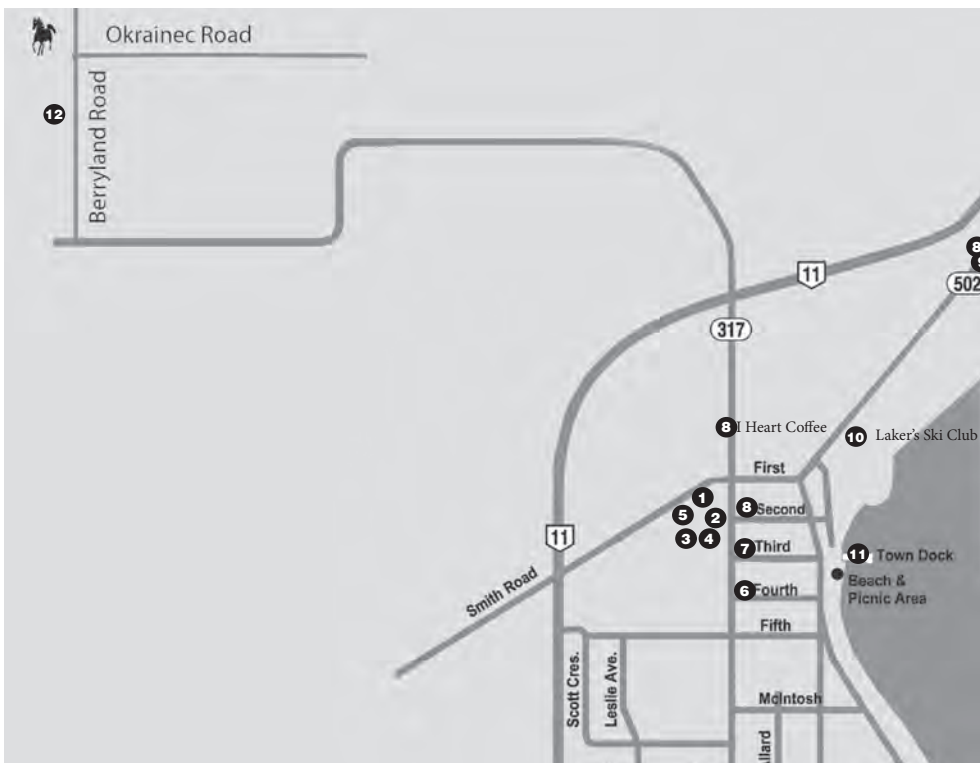 Okrainec Road
12
Berryland Road
11
8
502
317
8 I Heart Coffee
10 Laker's Ski Club
First
1
5
2
8 Second
11
3
4
7 Third
11 Town Dock
Smith Road
6 Fourth
Beach &
Picnic Area
Fifth
Scott Cres.
Leslie Ave.
McIntosh